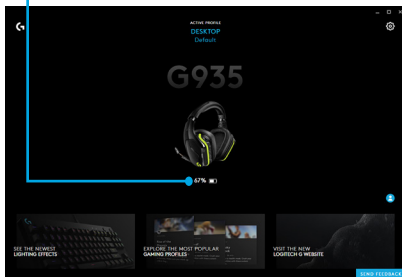 ACTIVE PROFILE
DESKTOP
Default
G935
67%
SEE THE NEWEST
LIGHTING EFFECTS
EXPLORE THE MOST POPULAR
GAMING PROFILES
VISIT THE NEW
LOGITECH G WEBSITE
SEND FEEDBACK